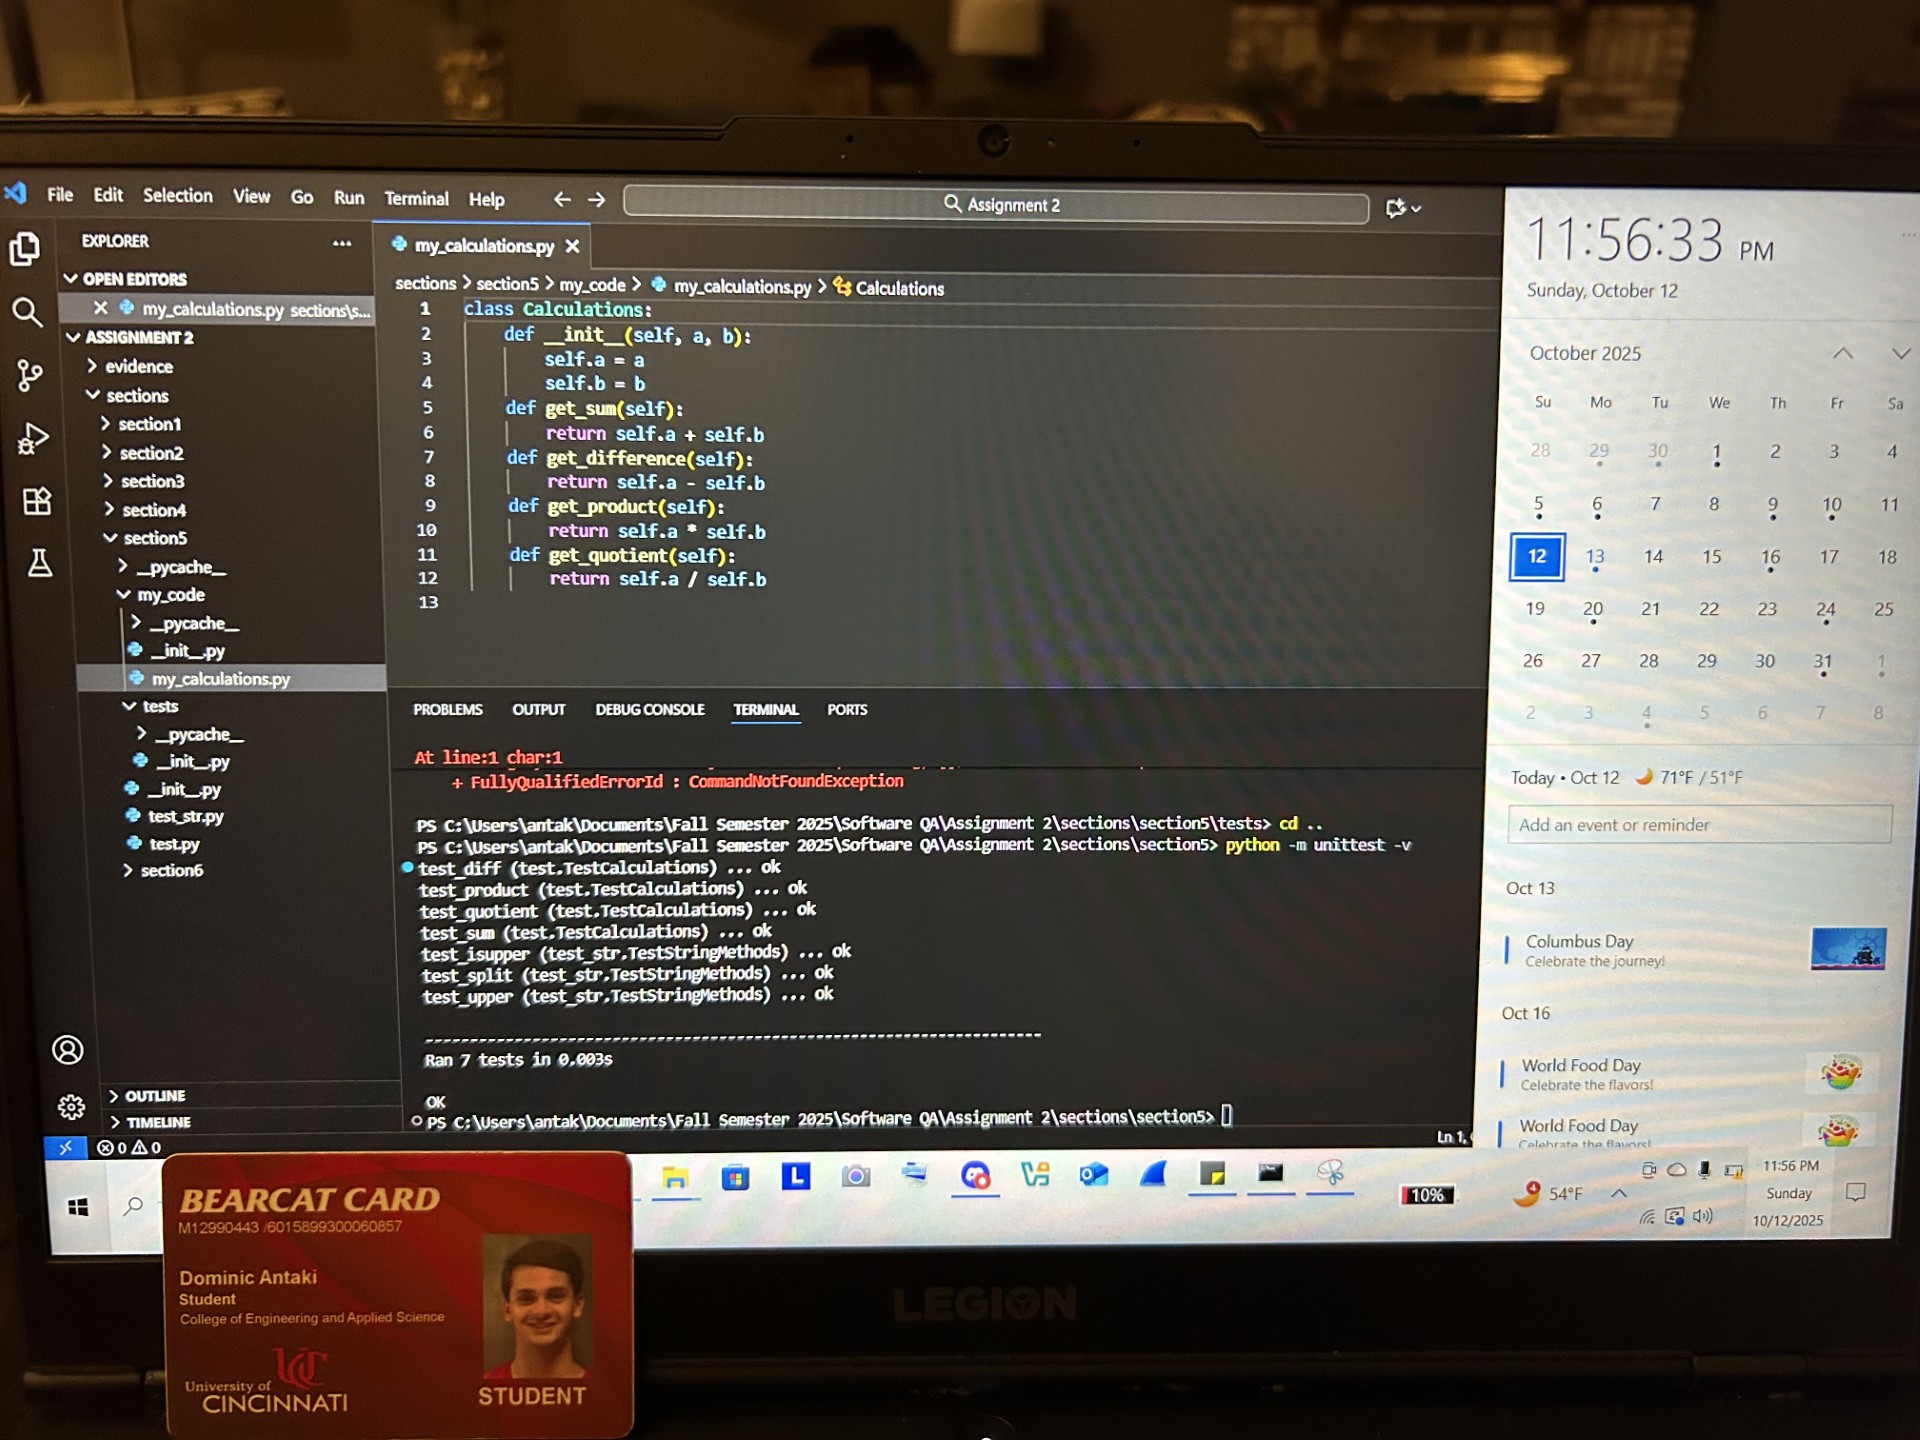 File Edit Selection View Go Run Terminal Help
Assignment 2
EXPLORER
OPEN EDITORS
my_calculations.py sections\s...
ASSIGNMENT 2
evidence
sections
section1
section2
section3
section4
section5
__pycache__
my_code
__pycache__
__init__.py
my_calculations.py
tests
__pycache__
__init__.py
__init__.py
test_str.py
test.py
section6
OUTLINE
TIMELINE
0 0
my_calculations.py
sections > section5 > my_code > my_calculations.py > Calculations
1 class Calculations:
2 def __init__(self, a, b):
3 self.a = a
4 self.b = b
5 def get_sum(self):
6 return self.a + self.b
7 def get_difference(self):
8 return self.a - self.b
9 def get_product(self):
10 return self.a * self.b
11 def get_quotient(self):
12 return self.a / self.b
13
PROBLEMS OUTPUT DEBUG CONSOLE TERMINAL PORTS
At line:1 char:1
+ FullyQualifiedErrorId : CommandNotFoundException
PS C:\Users\antak\Documents\Fall Semester 2025\Software QA\Assignment 2\sections\section5\tests> cd ..
PS C:\Users\antak\Documents\Fall Semester 2025\Software QA\Assignment 2\sections\section5> python -m unittest -v
test_diff (test.TestCalculations) ... ok
test_product (test.TestCalculations) ... ok
test_quotient (test.TestCalculations) ... ok
test_sum (test.TestCalculations) ... ok
test_isupper (test_str.TestStringMethods) ... ok
test_split (test_str.TestStringMethods) ... ok
test_upper (test_str.TestStringMethods) ... ok
----------------------------------------------------------------------
Ran 7 tests in 0.003s
OK
PS C:\Users\antak\Documents\Fall Semester 2025\Software QA\Assignment 2\sections\section5>
Ln 1,
11:56:33 PM
Sunday, October 12
October 2025
Su Mo Tu We Th Fr Sa
28 29 30 1 2 3 4
5 6 7 8 9 10 11
12 13 14 15 16 17 18
19 20 21 22 23 24 25
26 27 28 29 30 31 1
2 3 4 5 6 7 8
Today • Oct 12 71°F / 51°F
Add an event or reminder
Oct 13
Columbus Day
Celebrate the journey!
Oct 16
World Food Day
Celebrate the flavors!
World Food Day
Celebrate the flavors!
L
10%
4
54°F
11:56 PM
Sunday
10/12/2025
LEGION
BEARCAT CARD
M12990443 /6015899300060857
Dominic Antaki
Student
College of Engineering and Applied Science
UC
University of
CINCINNATI
STUDENT